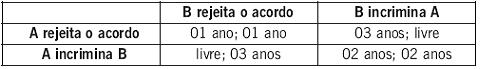 B rejeita o acordo B incrimina A
A rejeita o acordo 01 ano; 01 ano 03 anos; livre
A incrimina B livre; 03 anos 02 anos; 02 anos